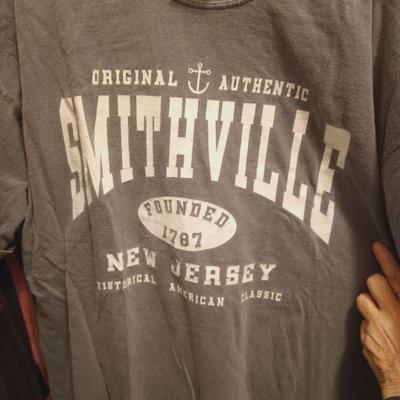 ORIGINAL AUTHENTIC
SMITHVILLE
FOUNDED
1787
NEW JERSEY
HISTORICAL AMERICAN CLASSIC